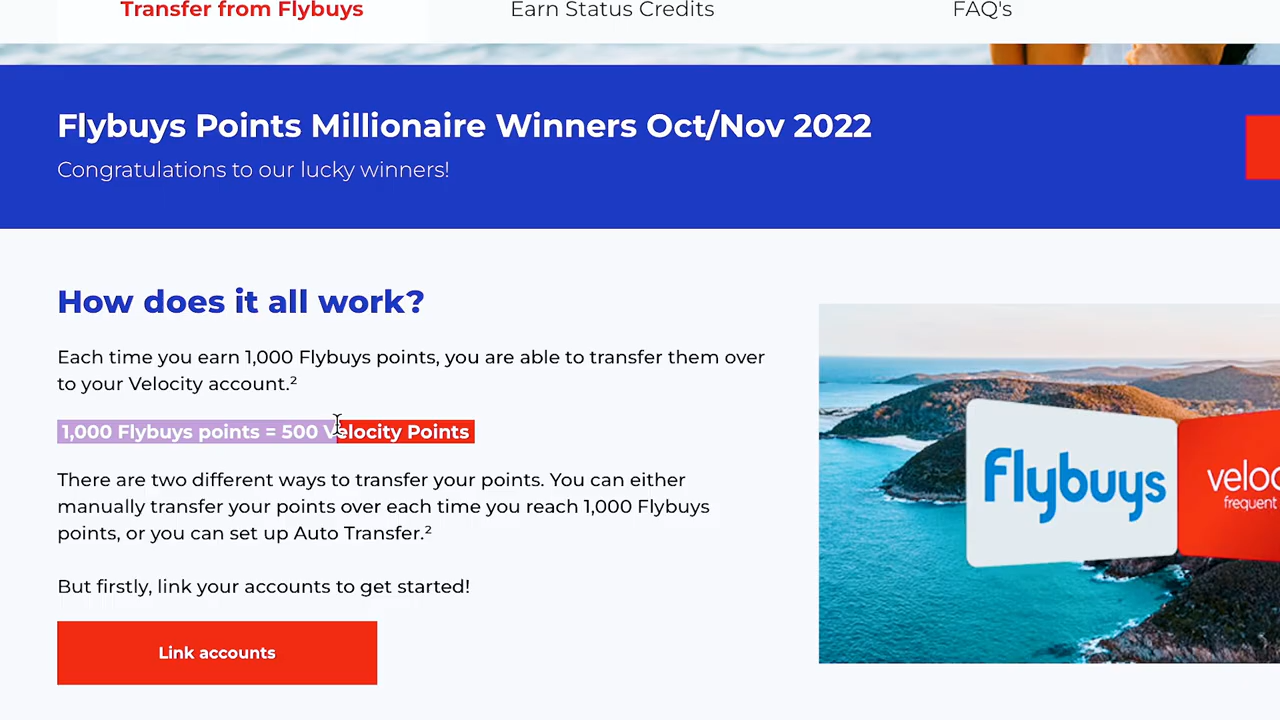 Transfer from Flybuys
Earn Status Credits
FAQ's
Flybuys Points Millionaire Winners Oct/Nov 2022
Congratulations to our lucky winners!
How does it all work?
Each time you earn 1,000 Flybuys points, you are able to transfer them over
to your Velocity account.²
1,000 Flybuys points = 500 Velocity Points
There are two different ways to transfer your points. You can either
manually transfer your points over each time you reach 1,000 Flybuys
points, or you can set up Auto Transfer.²
But firstly, link your accounts to get started!
Link accounts
flybuys
frequent